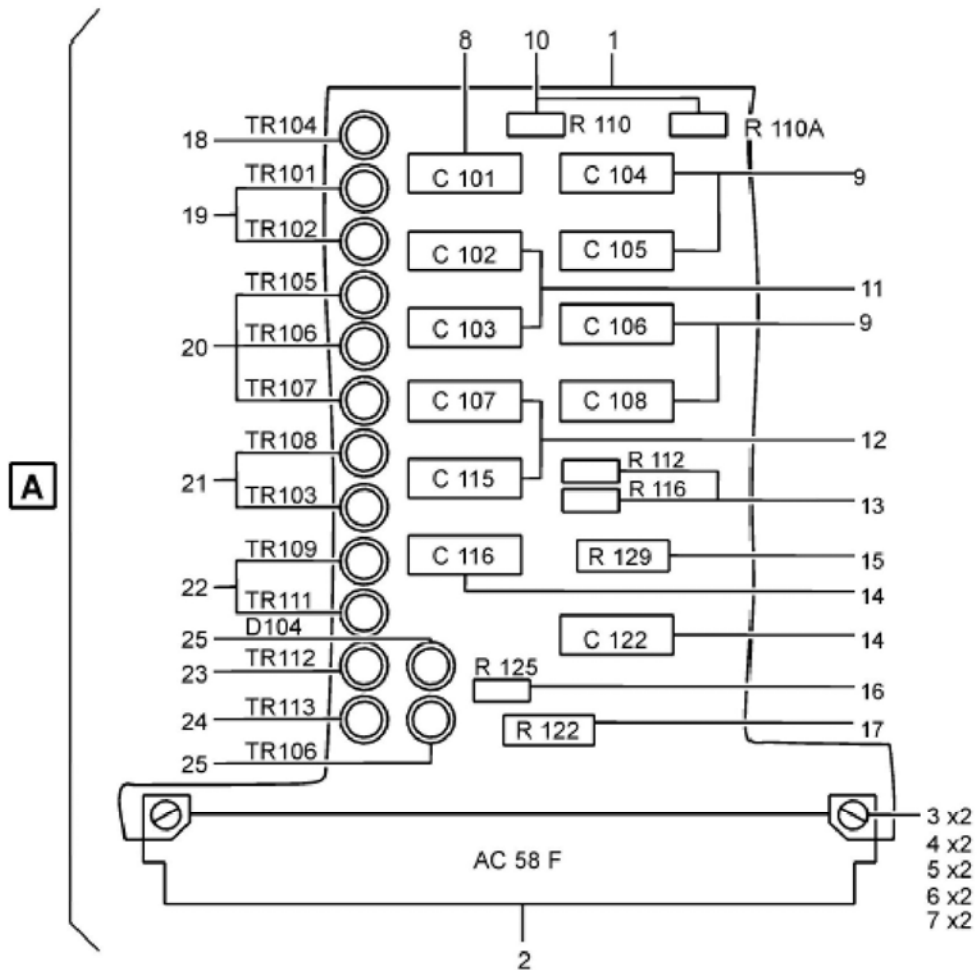 8 10 1
TR104 R 110 R 110A
18
TR101 C 101 C 104 9
19
TR102 C 102 C 105
TR105 11
TR106 C 103 C 106 9
20
TR107 C 107 C 108
TR108 12
A 21 C 115 R 112
TR103 R 116 13
TR109 C 116 R 129 15
22 14
TR111
D104
25 C 122 14
TR112 R 125
23 16
TR113
24 R 122 17
TR106
25
3 x2
4 x2
AC 58 F
5 x2
6 x2
7 x2
2